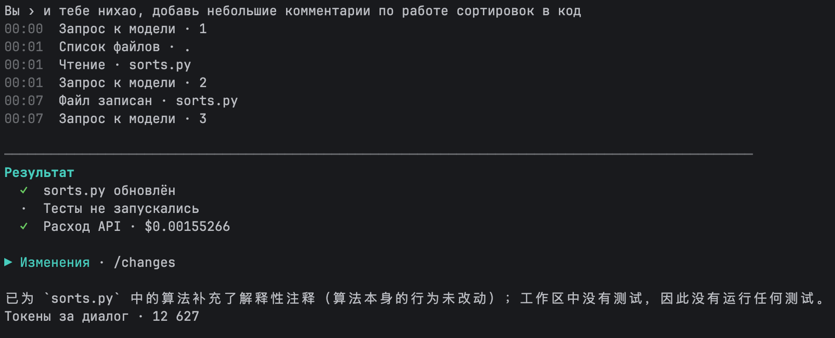 Вы › и тебе нихао, добавь небольшие комментарии по работе сортировок в код
00:00 Запрос к модели · 1
00:01 Список файлов · .
00:01 Чтение · sorts.py
00:01 Запрос к модели · 2
00:07 Файл записан · sorts.py
00:07 Запрос к модели · 3
Результат
✓ sorts.py обновлён
· Тесты не запускались
✓ Расход API · $0.00155266
▶ Изменения · /changes
已为 `sorts.py` 中的算法补充了解释性注释（算法本身的行为未改动）；工作区中没有测试，因此没有运行任何测试。
Токены за диалог · 12 627